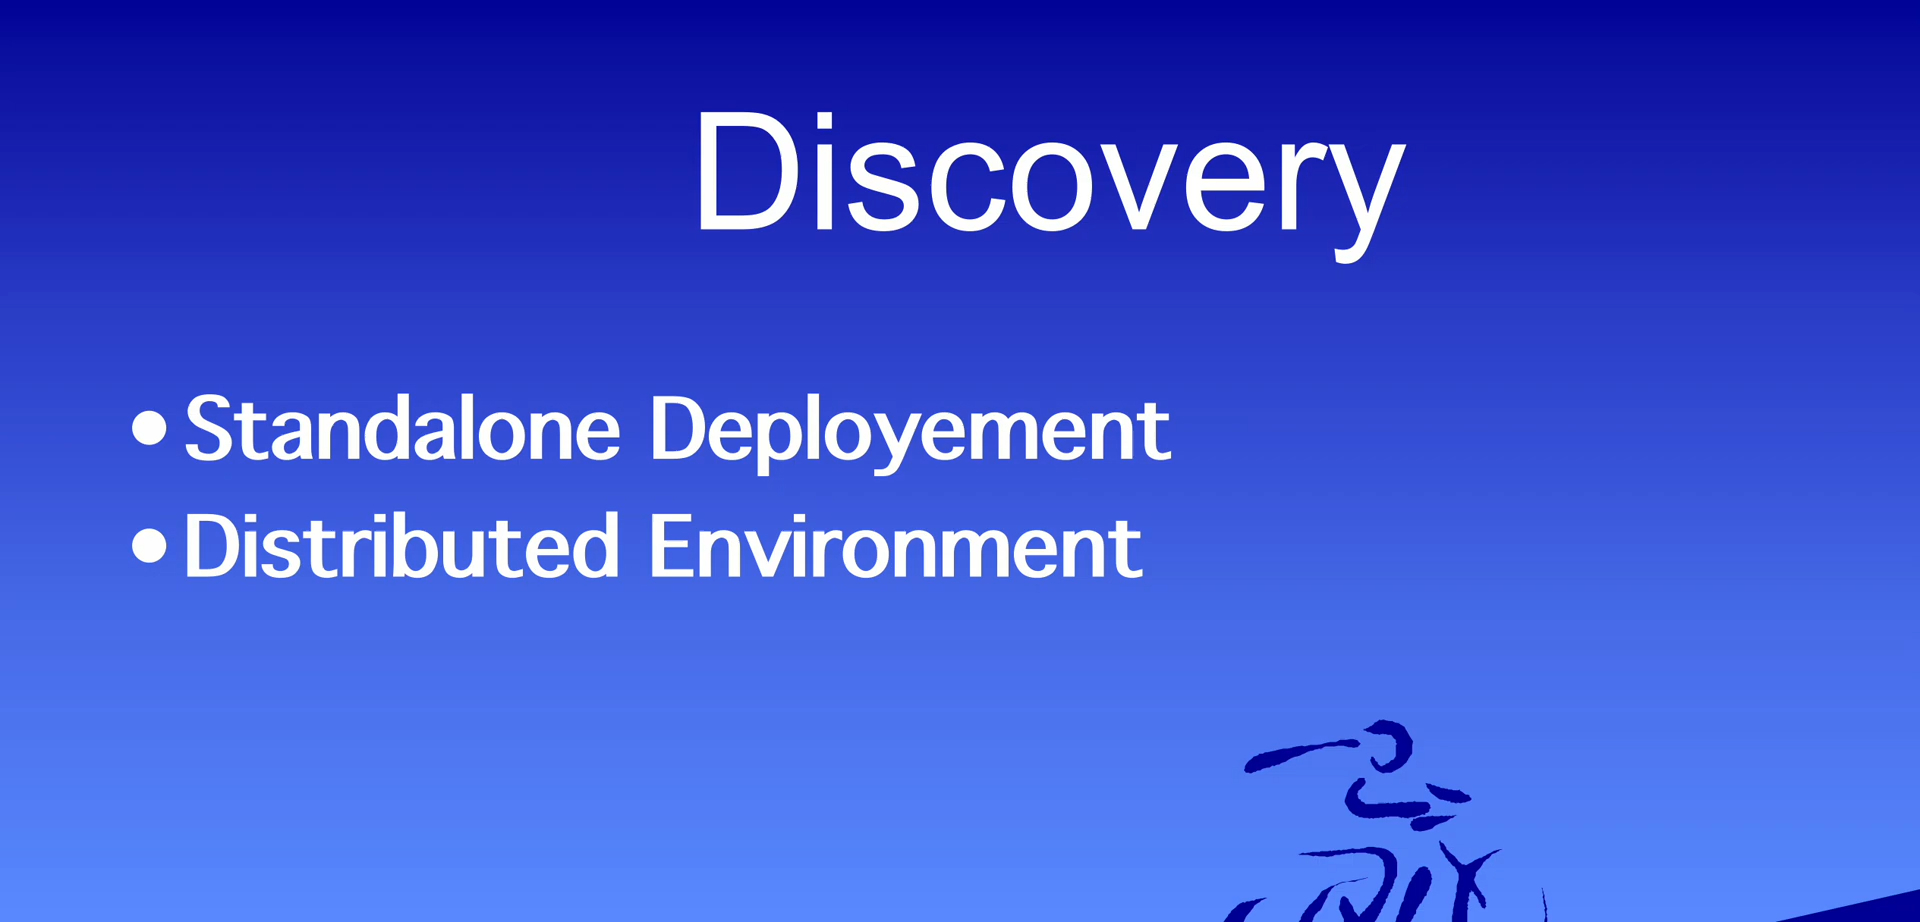 Discovery
• Standalone Deployement
• Distributed Environment